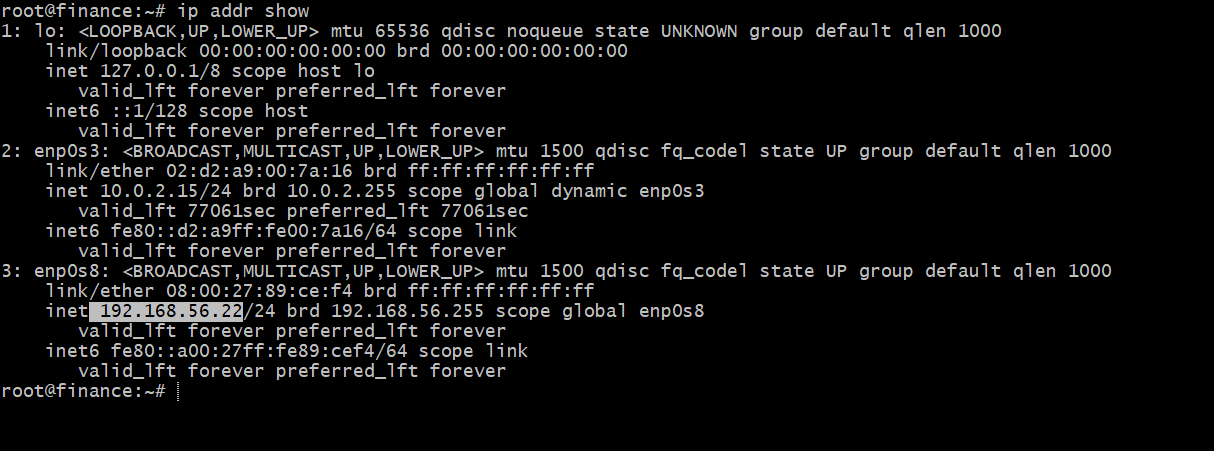 root@finance:~# ip addr show
1: lo: <LOOPBACK,UP,LOWER_UP> mtu 65536 qdisc noqueue state UNKNOWN group default qlen 1000
    link/loopback 00:00:00:00:00:00 brd 00:00:00:00:00:00
    inet 127.0.0.1/8 scope host lo
       valid_lft forever preferred_lft forever
    inet6 ::1/128 scope host
       valid_lft forever preferred_lft forever
2: enp0s3: <BROADCAST,MULTICAST,UP,LOWER_UP> mtu 1500 qdisc fq_codel state UP group default qlen 1000
    link/ether 02:d2:a9:00:7a:16 brd ff:ff:ff:ff:ff:ff
    inet 10.0.2.15/24 brd 10.0.2.255 scope global dynamic enp0s3
       valid_lft 77061sec preferred_lft 77061sec
    inet6 fe80::d2:a9ff:fe00:7a16/64 scope link
       valid_lft forever preferred_lft forever
3: enp0s8: <BROADCAST,MULTICAST,UP,LOWER_UP> mtu 1500 qdisc fq_codel state UP group default qlen 1000
    link/ether 08:00:27:89:ce:f4 brd ff:ff:ff:ff:ff:ff
    inet 192.168.56.22/24 brd 192.168.56.255 scope global enp0s8
       valid_lft forever preferred_lft forever
    inet6 fe80::a00:27ff:fe89:cef4/64 scope link
       valid_lft forever preferred_lft forever
root@finance:~#